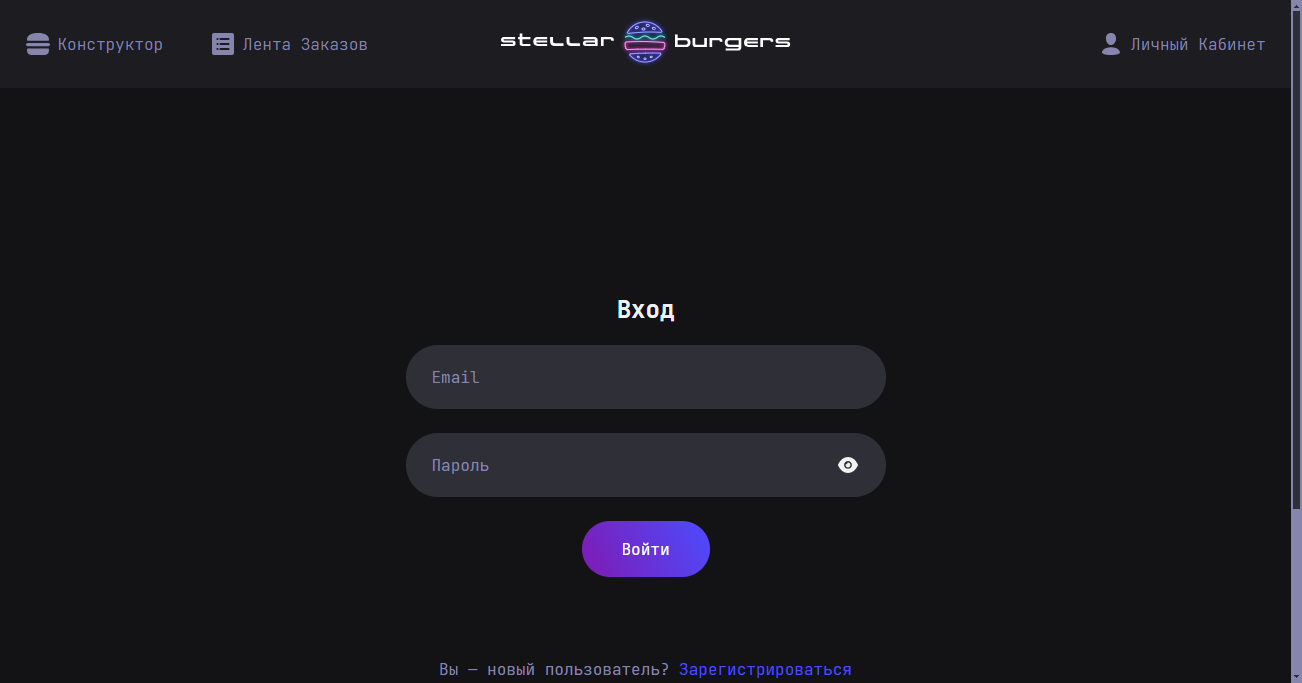 Конструктор Лента Заказов stellar burgers Личный Кабинет
Вход
Email
Пароль
Войти
Вы — новый пользователь? Зарегистрироваться